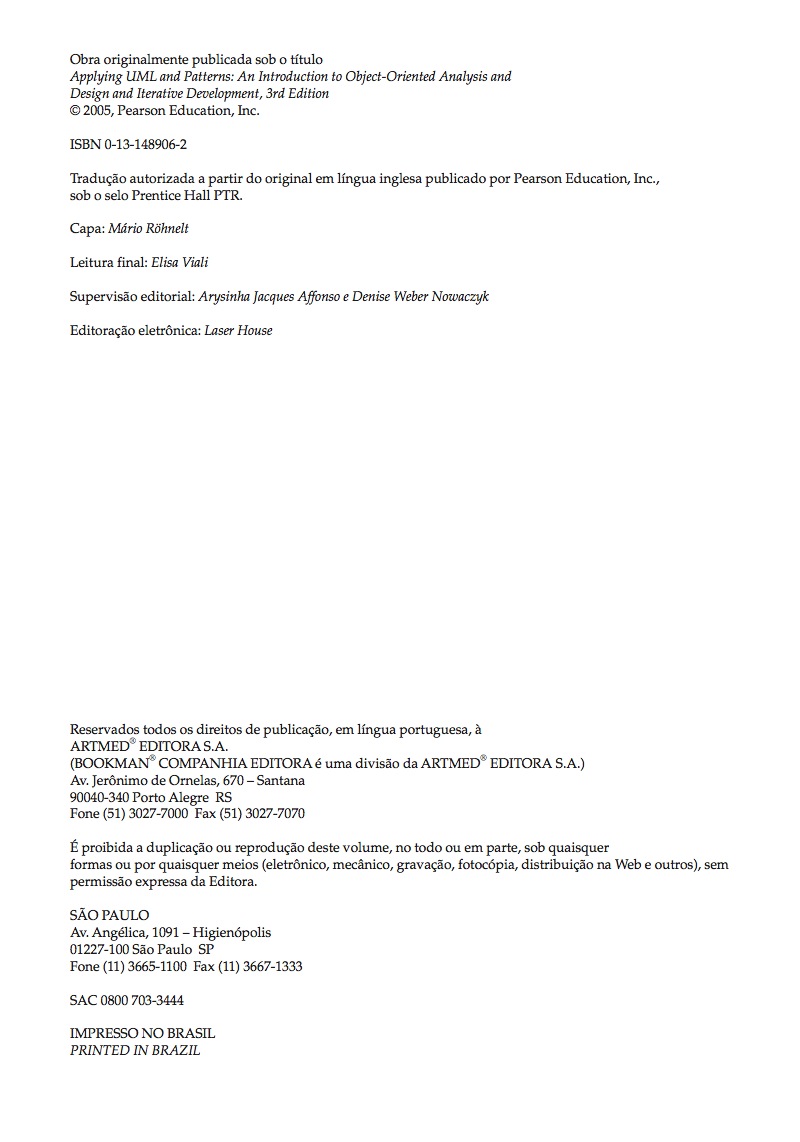 Obra originalmente publicada sob o título
Applying UML and Patterns: An Introduction to Object-Oriented Analysis and
Design and Iterative Development, 3rd Edition
© 2005, Pearson Education, Inc.
ISBN 0-13-148906-2
Tradução autorizada a partir do original em língua inglesa publicado por Pearson Education, Inc.,
sob o selo Prentice Hall PTR.
Capa: Mário Röhnelt
Leitura final: Elisa Viali
Supervisão editorial: Arysinha Jacques Affonso e Denise Weber Nowaczyk
Editoração eletrônica: Laser House
Reservados todos os direitos de publicação, em língua portuguesa, à
ARTMED® EDITORA S.A.
(BOOKMAN® COMPANHIA EDITORA é uma divisão da ARTMED® EDITORA S.A.)
Av. Jerônimo de Ornelas, 670 – Santana
90040-340 Porto Alegre RS
Fone (51) 3027-7000 Fax (51) 3027-7070
É proibida a duplicação ou reprodução deste volume, no todo ou em parte, sob quaisquer
formas ou por quaisquer meios (eletrônico, mecânico, gravação, fotocópia, distribuição na Web e outros), sem
permissão expressa da Editora.
SÃO PAULO
Av. Angélica, 1091 – Higienópolis
01227-100 São Paulo SP
Fone (11) 3665-1100 Fax (11) 3667-1333
SAC 0800 703-3444
IMPRESSO NO BRASIL
PRINTED IN BRAZIL